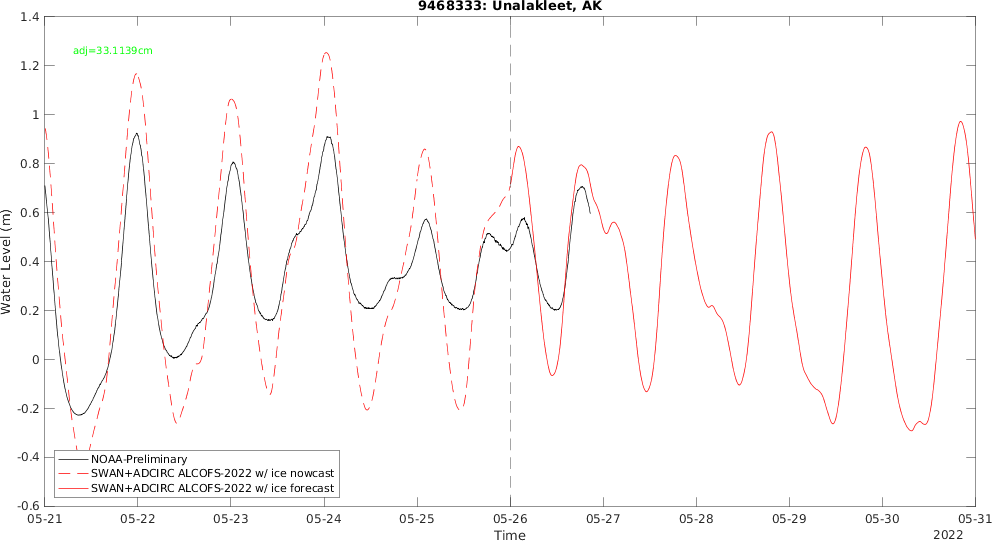 9468333: Unalakleet, AK
adj=33.1139cm
Water Level (m)
1.4
1.2
1
0.8
0.6
0.4
0.2
0
-0.2
-0.4
-0.6
NOAA-Preliminary
SWAN+ADCIRC ALCOFS-2022 w/ ice nowcast
SWAN+ADCIRC ALCOFS-2022 w/ ice forecast
05-21 05-22 05-23 05-24 05-25 05-26 05-27 05-28 05-29 05-30 05-31
Time
2022